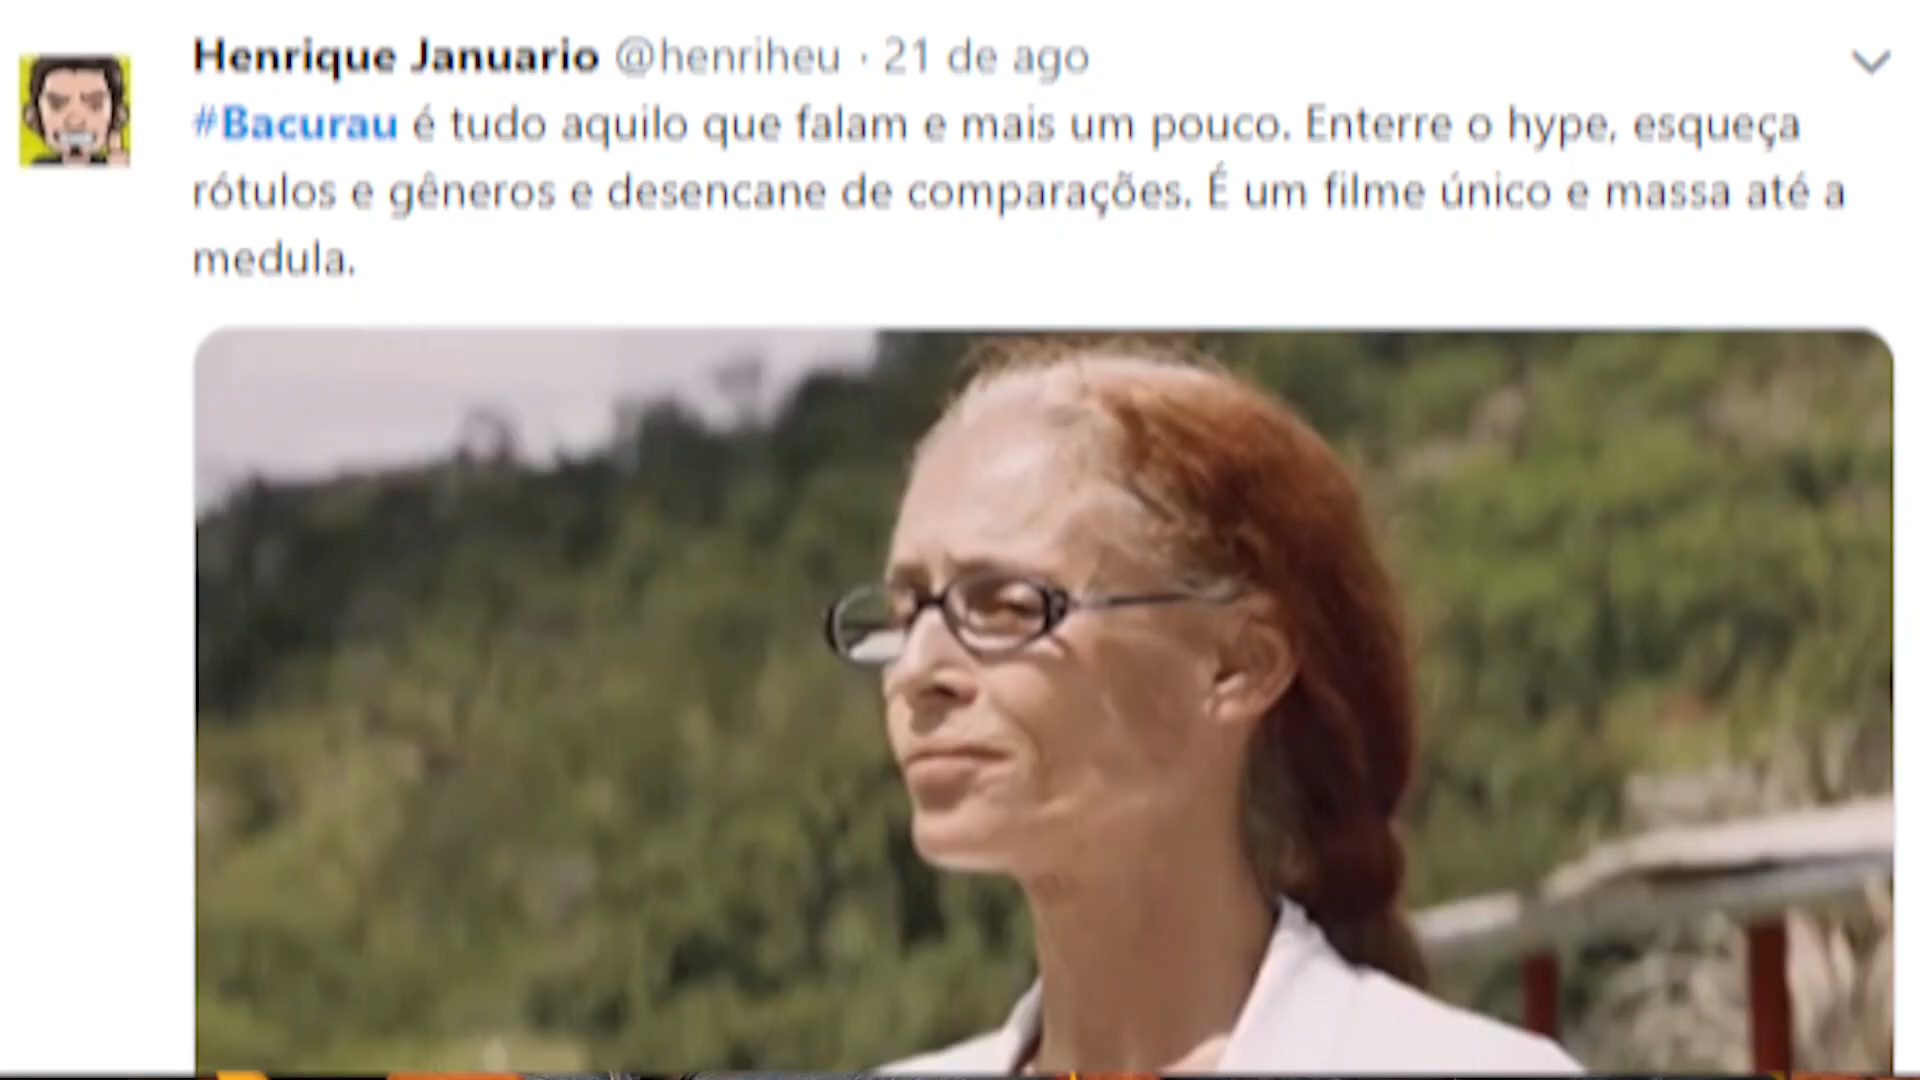 Henrique Januario @henriheu · 21 de ago
#Bacurau é tudo aquilo que falam e mais um pouco. Enterre o hype, esqueça
rótulos e gêneros e desencane de comparações. É um filme único e massa até a
medula.